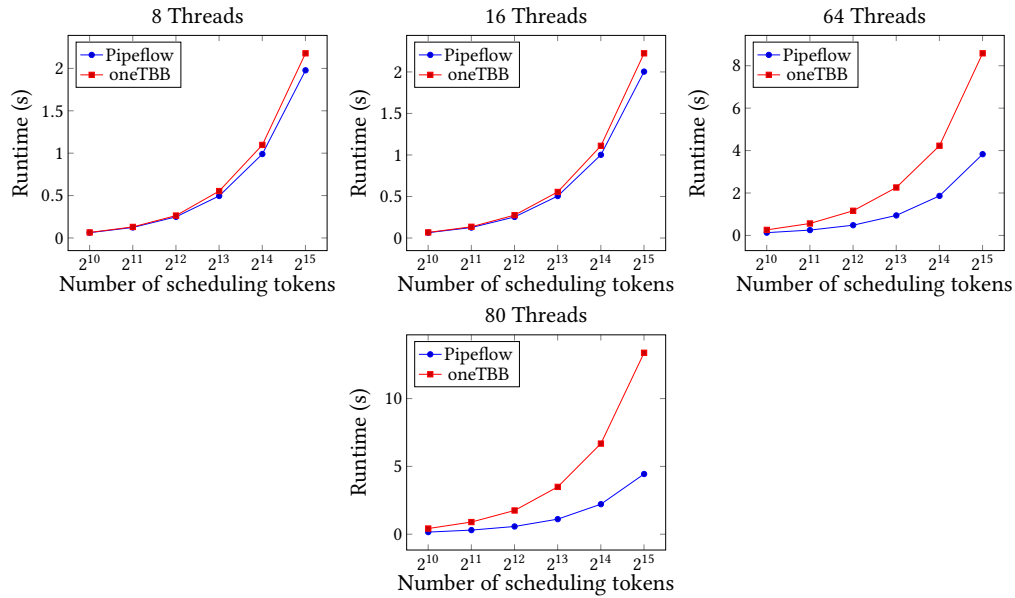 8 Threads
Pipeflow
oneTBB
2
1.5
1
0.5
0
Runtime (s)
2^10 2^11 2^12 2^13 2^14 2^15
Number of scheduling tokens
16 Threads
Pipeflow
oneTBB
2
1.5
1
0.5
0
Runtime (s)
2^10 2^11 2^12 2^13 2^14 2^15
Number of scheduling tokens
64 Threads
Pipeflow
oneTBB
8
6
4
2
0
Runtime (s)
2^10 2^11 2^12 2^13 2^14 2^15
Number of scheduling tokens
80 Threads
Pipeflow
oneTBB
10
5
0
Runtime (s)
2^10 2^11 2^12 2^13 2^14 2^15
Number of scheduling tokens